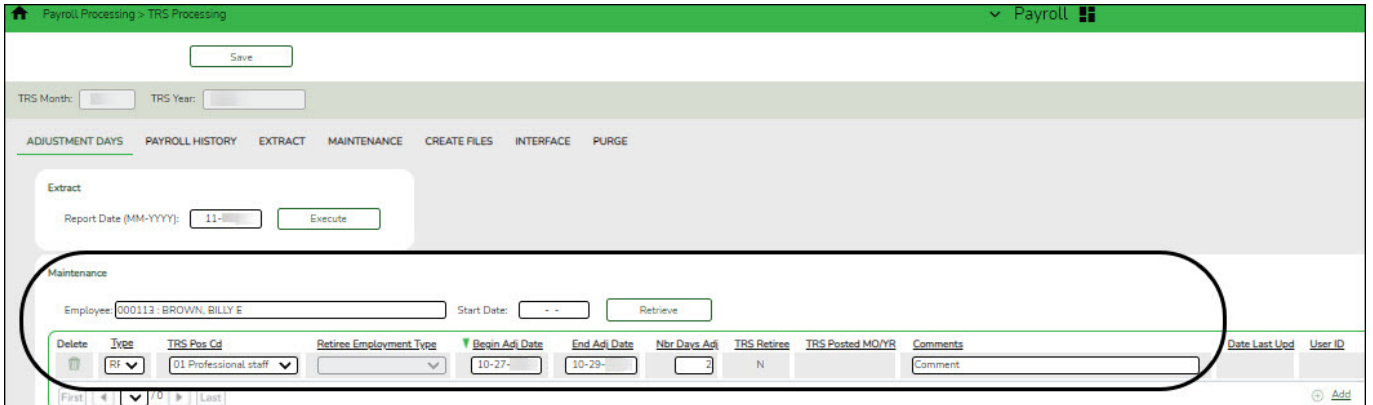 Payroll Processing > TRS Processing Payroll
Save
TRS Month: TRS Year:
ADJUSTMENT DAYS PAYROLL HISTORY EXTRACT MAINTENANCE CREATE FILES INTERFACE PURGE
Extract
Report Date (MM-YYYY): 11- Execute
Maintenance
Employee: 000113 : BROWN, BILLY E Start Date: - - Retrieve
Delete Type TRS Pos Cd Retiree Employment Type Begin Adj Date End Adj Date Nbr Days Adj TRS Retiree TRS Posted MO/YR Comments Date Last Upd User ID
01 Professional staff 10-27- 10-29- 2 N Comment
First /0 Last Add